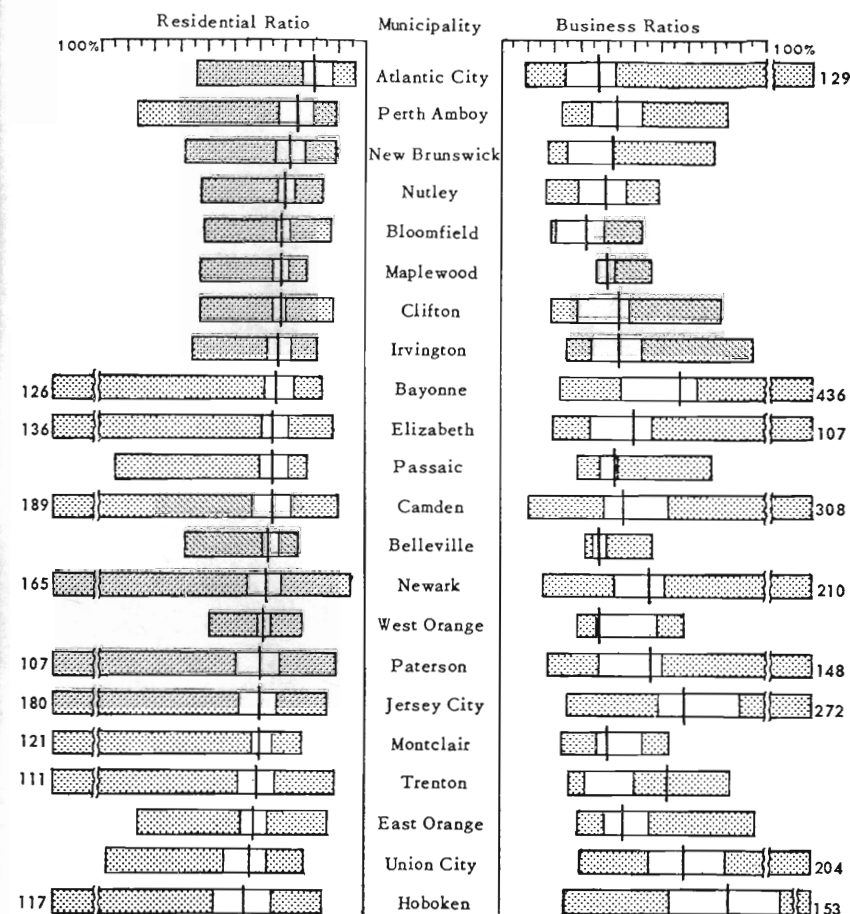 Residential Ratio Municipality Business Ratios
100% 100%
Atlantic City 129
Perth Amboy
New Brunswick
Nutley
Bloomfield
Maplewood
Clifton
Irvington
126 Bayonne 436
136 Elizabeth 107
Passaic
189 Camden 308
Belleville
165 Newark 210
West Orange
107 Paterson 148
180 Jersey City 272
121 Montclair
111 Trenton
East Orange
Union City 204
117 Hoboken 153